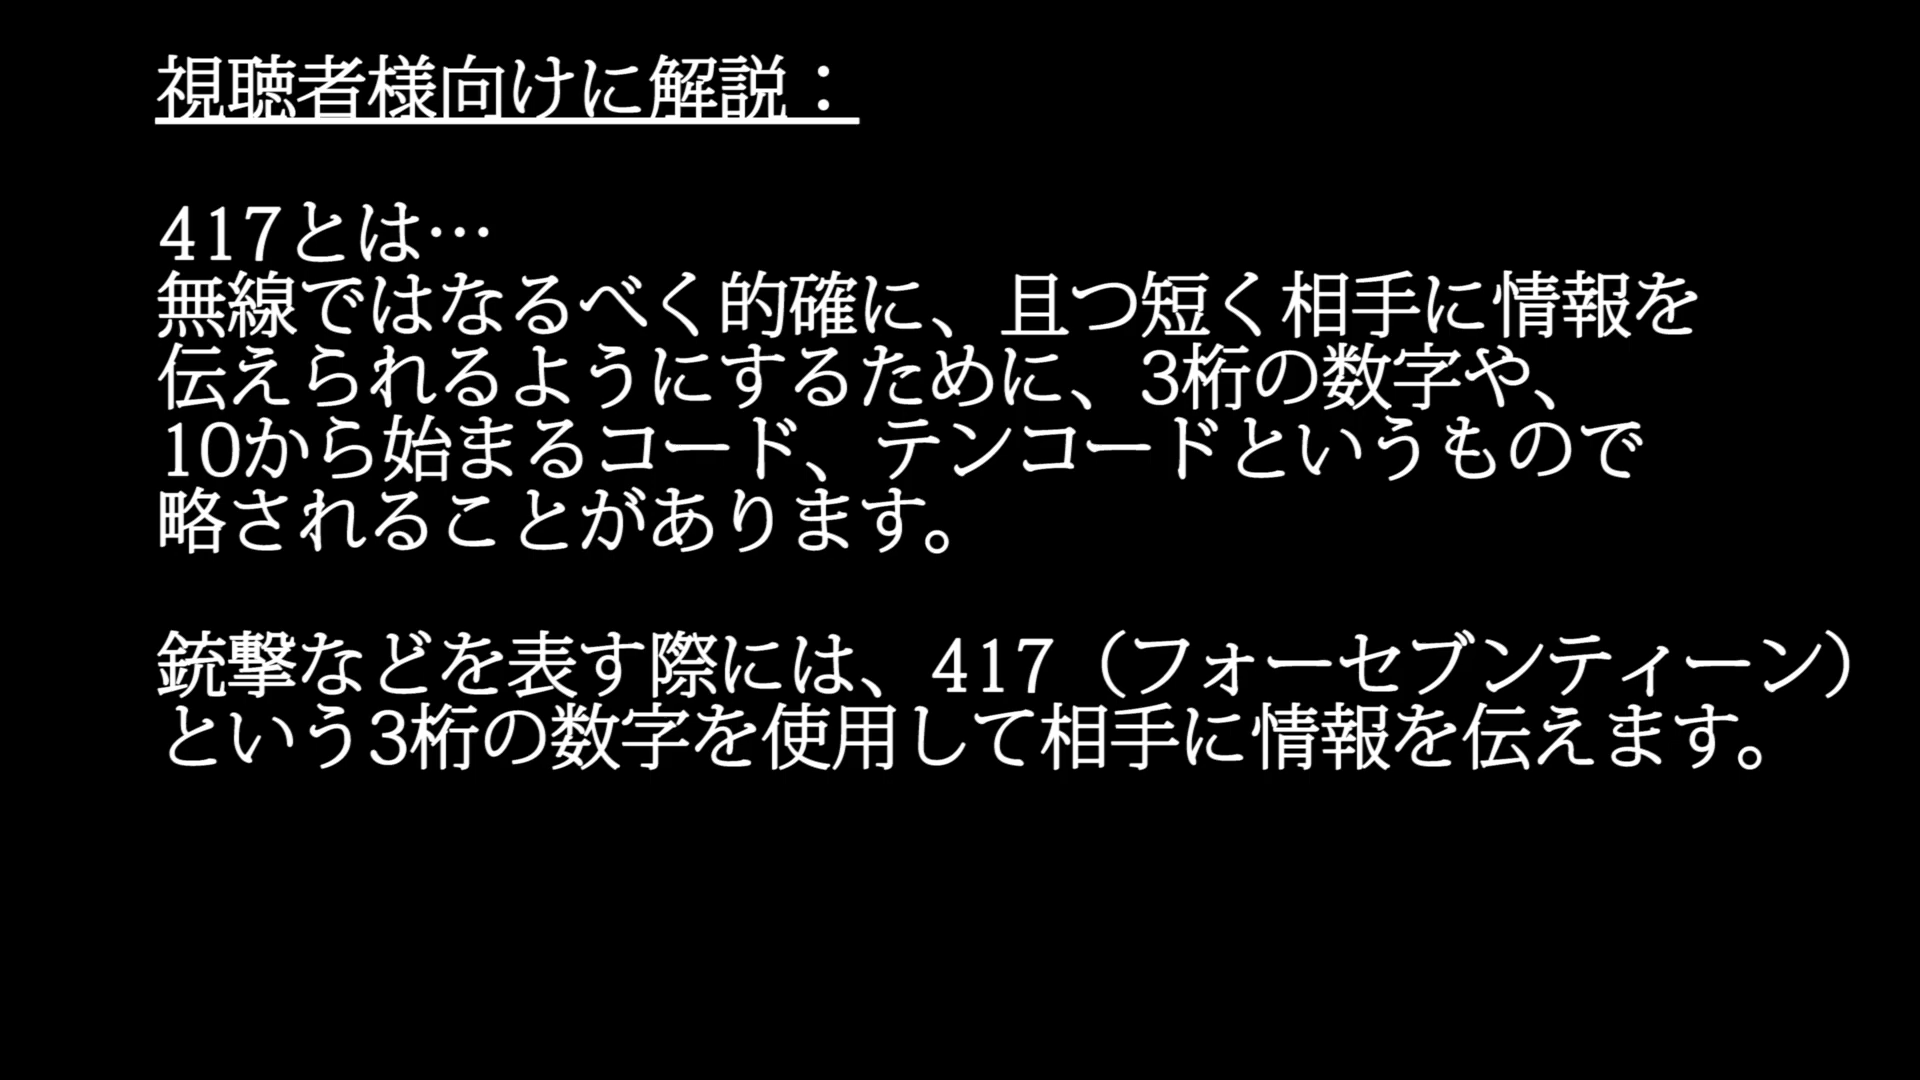 視聴者様向けに解説：
417とは…
無線ではなるべく的確に、且つ短く相手に情報を
伝えられるようにするために、3桁の数字や、
10から始まるコード、テンコードというもので
略されることがあります。
銃撃などを表す際には、417（フォーセブンティーン）
という3桁の数字を使用して相手に情報を伝えます。